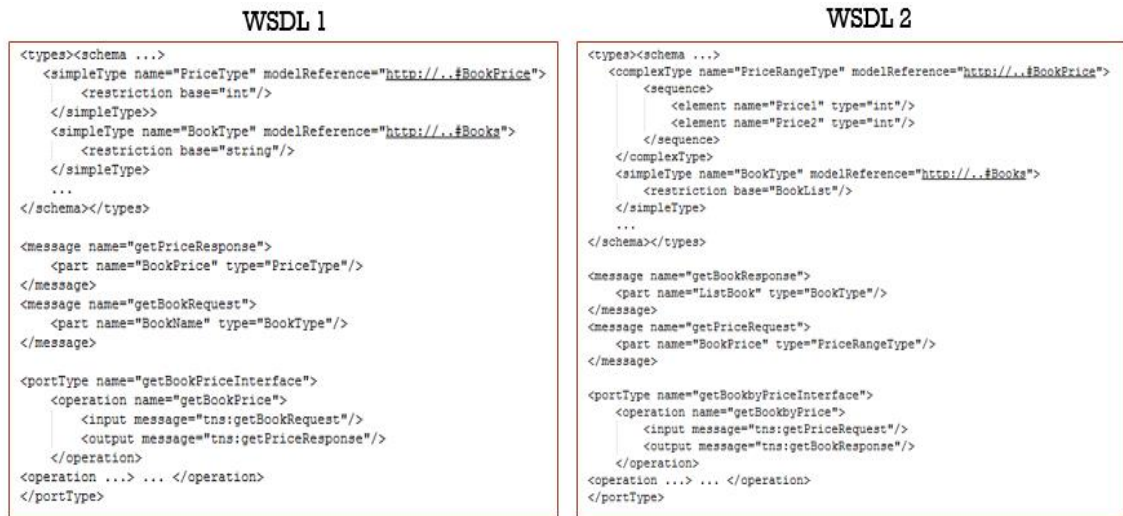 WSDL 1
<types><schema ...>
<simpleType name="PriceType" modelReference="http://..#BookPrice">
<restriction base="int"/>
</simpleType>>
<simpleType name="BookType" modelReference="http://..#Books">
<restriction base="string"/>
</simpleType>
...
</schema></types>
<message name="getPriceResponse">
<part name="BookPrice" type="PriceType"/>
</message>
<message name="getBookRequest">
<part name="BookName" type="BookType"/>
</message>
<portType name="getBookPriceInterface">
<operation name="getBookPrice">
<input message="tns:getBookRequest"/>
<output message="tns:getPriceResponse"/>
</operation>
<operation ...> ... </operation>
</portType>
WSDL 2
<types><schema ...>
<complexType name="PriceRangeType" modelReference="http://..#BookPrice">
<sequence>
<element name="Price1" type="int"/>
<element name="Price2" type="int"/>
</sequence>
</complexType>
<simpleType name="BookType" modelReference="http://..#Books">
<restriction base="BookList"/>
</simpleType>
...
</schema></types>
<message name="getBookResponse">
<part name="ListBook" type="BookType"/>
</message>
<message name="getPriceRequest">
<part name="BookPrice" type="PriceRangeType"/>
</message>
<portType name="getBookbyPriceInterface">
<operation name="getBookbyPrice">
<input message="tns:getPriceRequest"/>
<output message="tns:getBookResponse"/>
</operation>
<operation ...> ... </operation>
</portType>